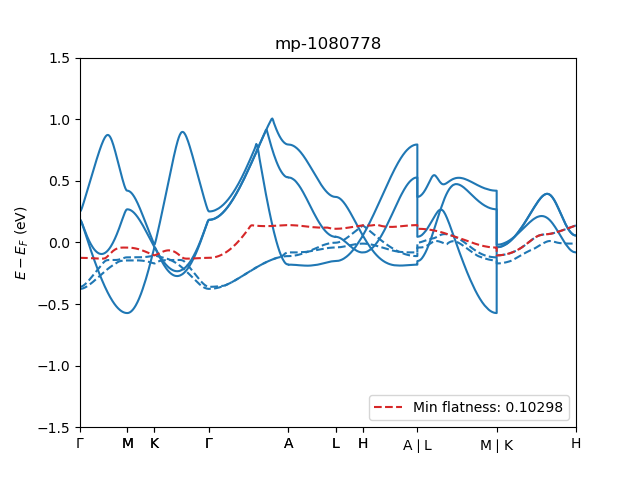 mp-1080778
E − E_F (eV)
1.5
1.0
0.5
0.0
−0.5
−1.0
−1.5
Min flatness: 0.10298
Γ M K Γ A L H A | L M | K H